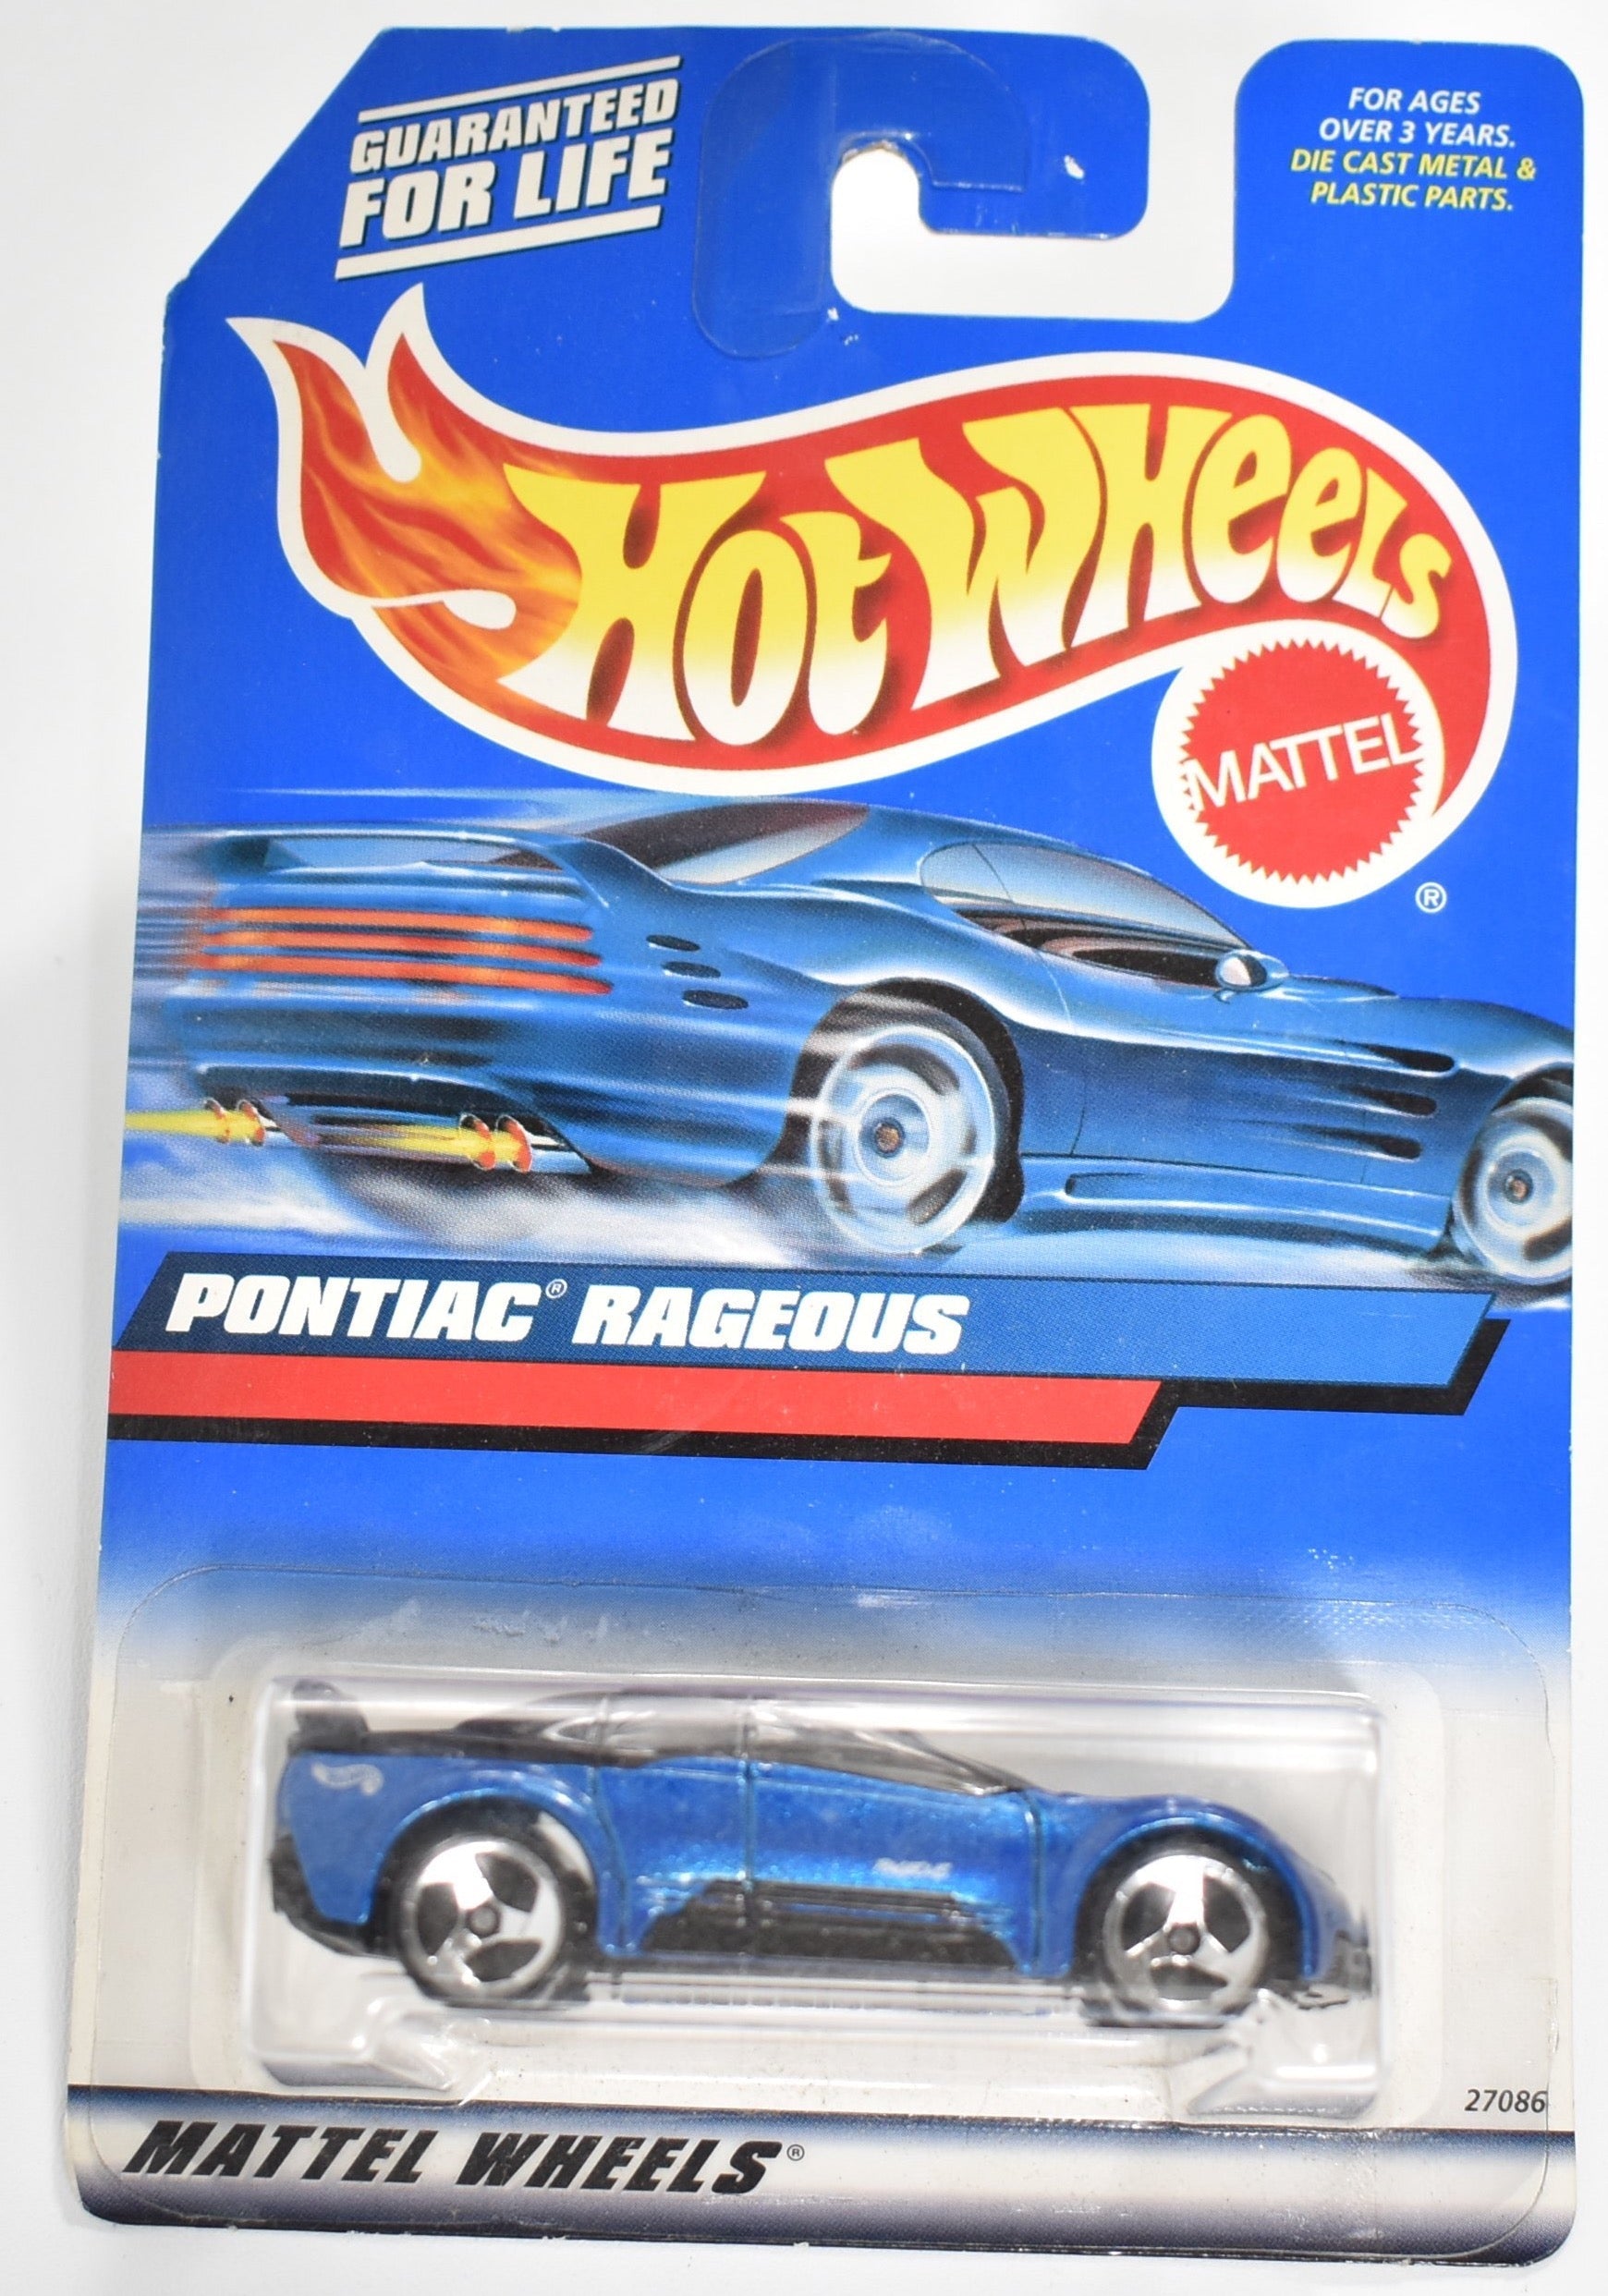 GUARANTEED
FOR LIFE
FOR AGES
OVER 3 YEARS.
DIE CAST METAL &
PLASTIC PARTS.
HOT WHEELS
MATTEL
®
PONTIAC® RAGEOUS
27086
MATTEL WHEELS®